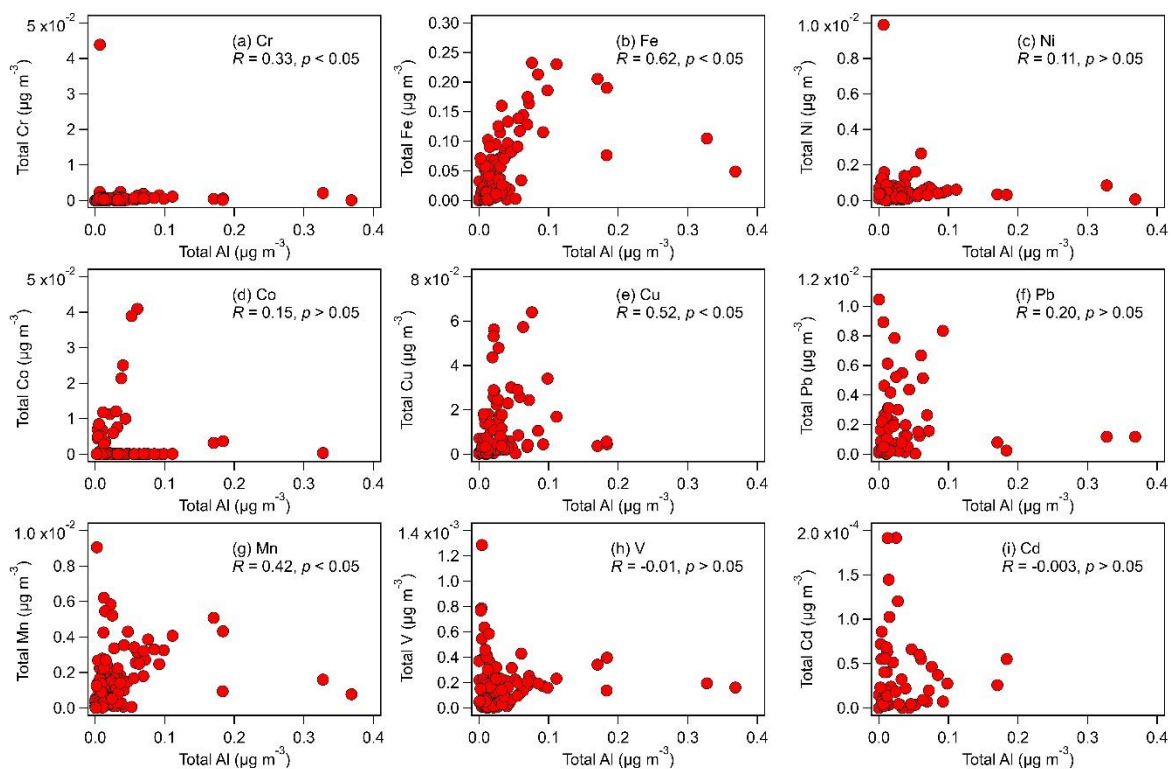 5 x10⁻²
4
3
2
1
0
Total Cr (µg m⁻³)
(a) Cr
R = 0.33, p < 0.05
0.0 0.1 0.2 0.3 0.4
Total Al (µg m⁻³)
0.30
0.25
0.20
0.15
0.10
0.05
0.00
Total Fe (µg m⁻³)
(b) Fe
R = 0.62, p < 0.05
0.0 0.1 0.2 0.3 0.4
Total Al (µg m⁻³)
1.0 x10⁻²
0.8
0.6
0.4
0.2
0.0
Total Ni (µg m⁻³)
(c) Ni
R = 0.11, p > 0.05
0.0 0.1 0.2 0.3 0.4
Total Al (µg m⁻³)
5 x10⁻²
4
3
2
1
0
Total Co (µg m⁻³)
(d) Co
R = 0.15, p > 0.05
0.0 0.1 0.2 0.3 0.4
Total Al (µg m⁻³)
8 x10⁻²
6
4
2
0
Total Cu (µg m⁻³)
(e) Cu
R = 0.52, p < 0.05
0.0 0.1 0.2 0.3 0.4
Total Al (µg m⁻³)
1.2 x10⁻²
1.0
0.8
0.6
0.4
0.2
0.0
Total Pb (µg m⁻³)
(f) Pb
R = 0.20, p > 0.05
0.0 0.1 0.2 0.3 0.4
Total Al (µg m⁻³)
1.0 x10⁻²
0.8
0.6
0.4
0.2
0.0
Total Mn (µg m⁻³)
(g) Mn
R = 0.42, p < 0.05
0.0 0.1 0.2 0.3 0.4
Total Al (µg m⁻³)
1.4 x10⁻³
1.2
1.0
0.8
0.6
0.4
0.2
0.0
Total V (µg m⁻³)
(h) V
R = -0.01, p > 0.05
0.0 0.1 0.2 0.3 0.4
Total Al (µg m⁻³)
2.0 x10⁻⁴
1.5
1.0
0.5
0.0
Total Cd (µg m⁻³)
(i) Cd
R = -0.003, p > 0.05
0.0 0.1 0.2 0.3 0.4
Total Al (µg m⁻³)